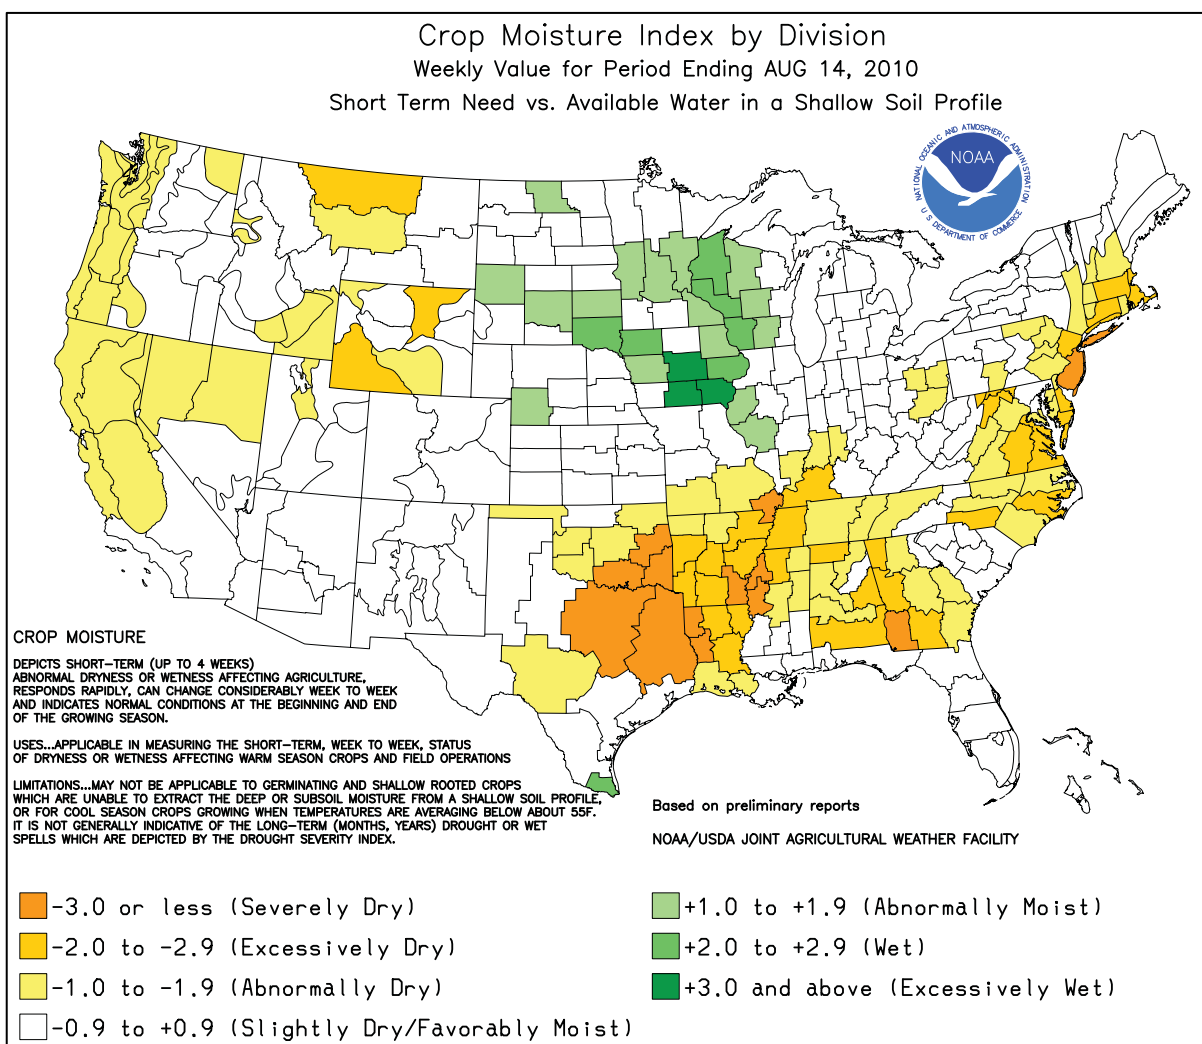 Crop Moisture Index by Division
Weekly Value for Period Ending AUG 14, 2010
Short Term Need vs. Available Water in a Shallow Soil Profile
NATIONAL OCEANIC AND ATMOSPHERIC ADMINISTRATION
NOAA
U S DEPARTMENT OF COMMERCE
CROP MOISTURE
DEPICTS SHORT-TERM (UP TO 4 WEEKS)
ABNORMAL DRYNESS OR WETNESS AFFECTING AGRICULTURE,
RESPONDS RAPIDLY, CAN CHANGE CONSIDERABLY WEEK TO WEEK
AND INDICATES NORMAL CONDITIONS AT THE BEGINNING AND END
OF THE GROWING SEASON.
USES...APPLICABLE IN MEASURING THE SHORT-TERM, WEEK TO WEEK, STATUS
OF DRYNESS OR WETNESS AFFECTING WARM SEASON CROPS AND FIELD OPERATIONS
LIMITATIONS...MAY NOT BE APPLICABLE TO GERMINATING AND SHALLOW ROOTED CROPS
WHICH ARE UNABLE TO EXTRACT THE DEEP OR SUBSOIL MOISTURE FROM A SHALLOW SOIL PROFILE,
OR FOR COOL SEASON CROPS GROWING WHEN TEMPERATURES ARE AVERAGING BELOW ABOUT 55F.
IT IS NOT GENERALLY INDICATIVE OF THE LONG-TERM (MONTHS, YEARS) DROUGHT OR WET
SPELLS WHICH ARE DEPICTED BY THE DROUGHT SEVERITY INDEX.
Based on preliminary reports
NOAA/USDA JOINT AGRICULTURAL WEATHER FACILITY
-3.0 or less (Severely Dry)
-2.0 to -2.9 (Excessively Dry)
-1.0 to -1.9 (Abnormally Dry)
-0.9 to +0.9 (Slightly Dry/Favorably Moist)
+1.0 to +1.9 (Abnormally Moist)
+2.0 to +2.9 (Wet)
+3.0 and above (Excessively Wet)